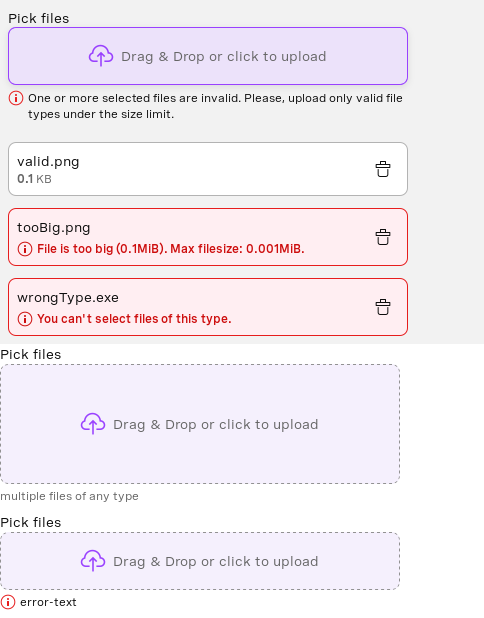 Pick files
Drag & Drop or click to upload
One or more selected files are invalid. Please, upload only valid file
types under the size limit.
valid.png
0.1 KB
tooBig.png
File is too big (0.1MiB). Max filesize: 0.001MiB.
wrongType.exe
You can't select files of this type.
Pick files
Drag & Drop or click to upload
multiple files of any type
Pick files
Drag & Drop or click to upload
error-text